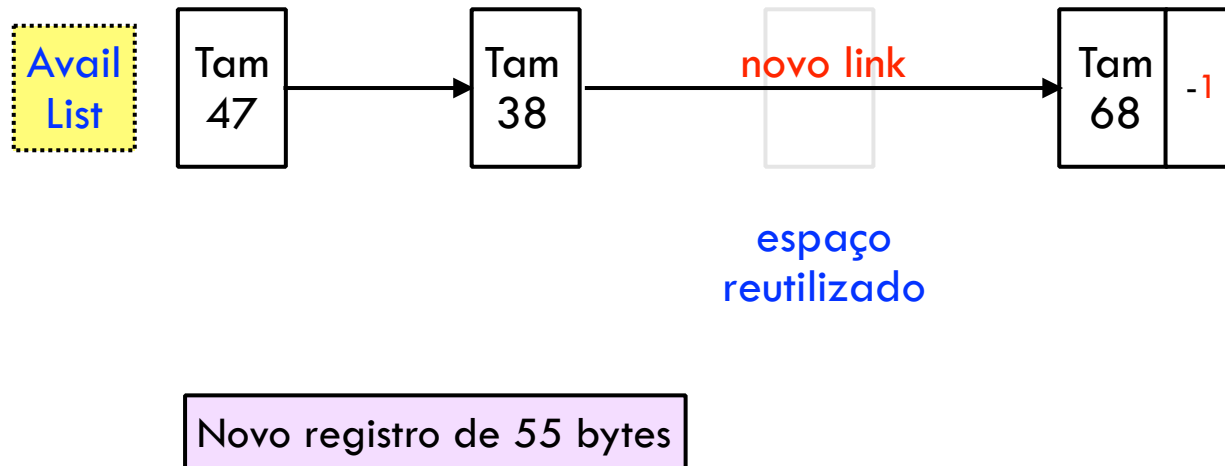 Avail
List
Tam
47
Tam
38
novo link
Tam
68
-1
espaço
reutilizado
Novo registro de 55 bytes